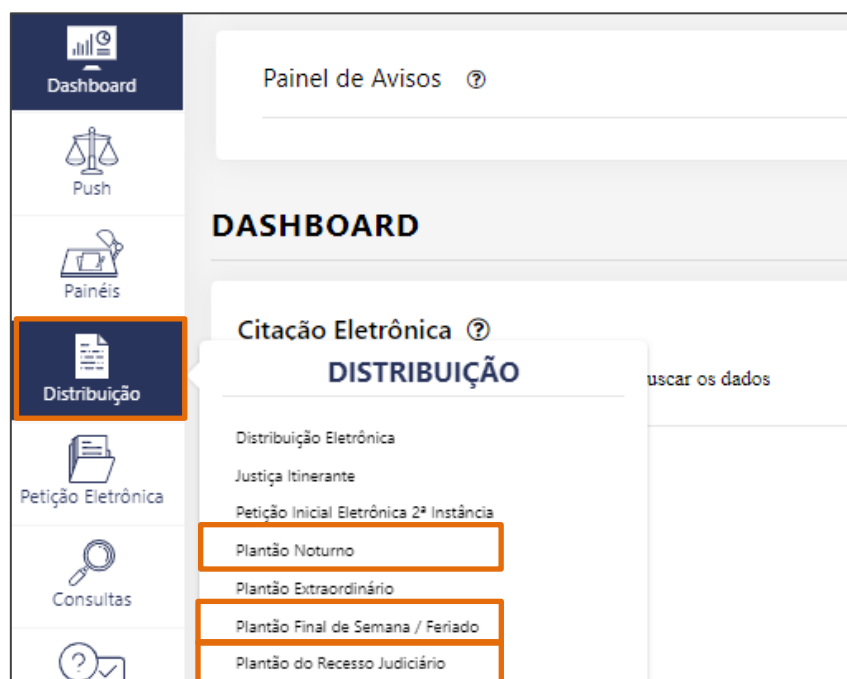 Dashboard
Push
Painéis
Distribuição
Petição Eletrônica
Consultas
Painel de Avisos ?
DASHBOARD
Citação Eletrônica ?
uscar os dados
DISTRIBUIÇÃO
Distribuição Eletrônica
Justiça Itinerante
Petição Inicial Eletrônica 2ª Instância
Plantão Noturno
Plantão Extraordinário
Plantão Final de Semana / Feriado
Plantão do Recesso Judiciário